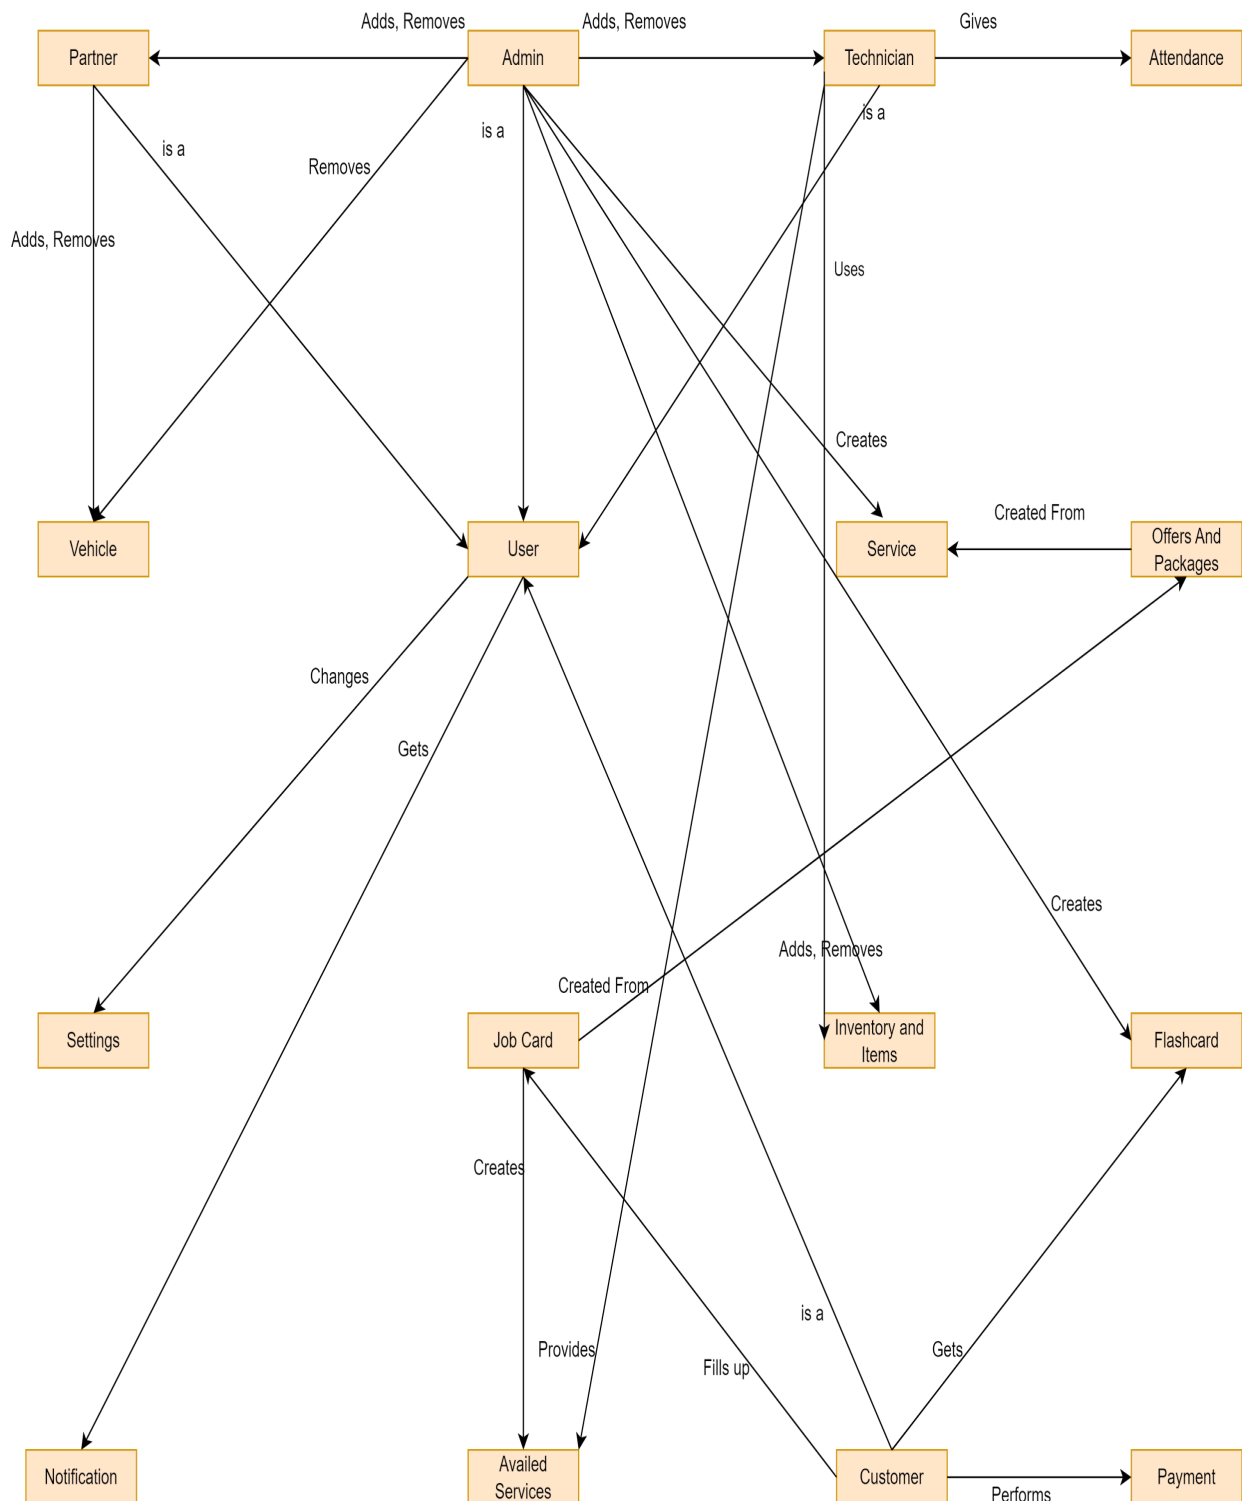 Adds, Removes
Adds, Removes
Gives
Partner
Admin
Technician
Attendance
is a
is a
is a
Removes
Adds, Removes
Uses
Creates
Created From
Vehicle
User
Service
Offers And
Packages
Changes
Gets
Creates
Adds, Removes
Created From
Settings
Job Card
Inventory and
Items
Flashcard
Creates
is a
Provides
Fills up
Gets
Notification
Availed
Services
Customer
Payment
Performs